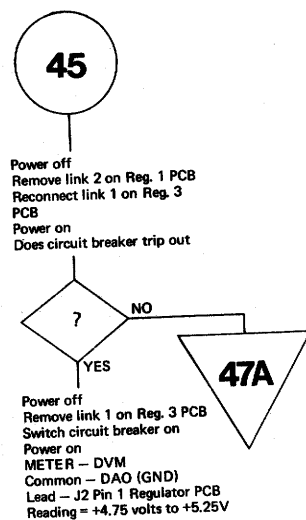 45
Power off
Remove link 2 on Reg. 1 PCB
Reconnect link 1 on Reg. 3
PCB
Power on
Does circuit breaker trip out
?
NO
YES
47A
Power off
Remove link 1 on Reg. 3 PCB
Switch circuit breaker on
Power on
METER — DVM
Common — DAO (GND)
Lead — J2 Pin 1 Regulator PCB
Reading = +4.75 volts to +5.25V